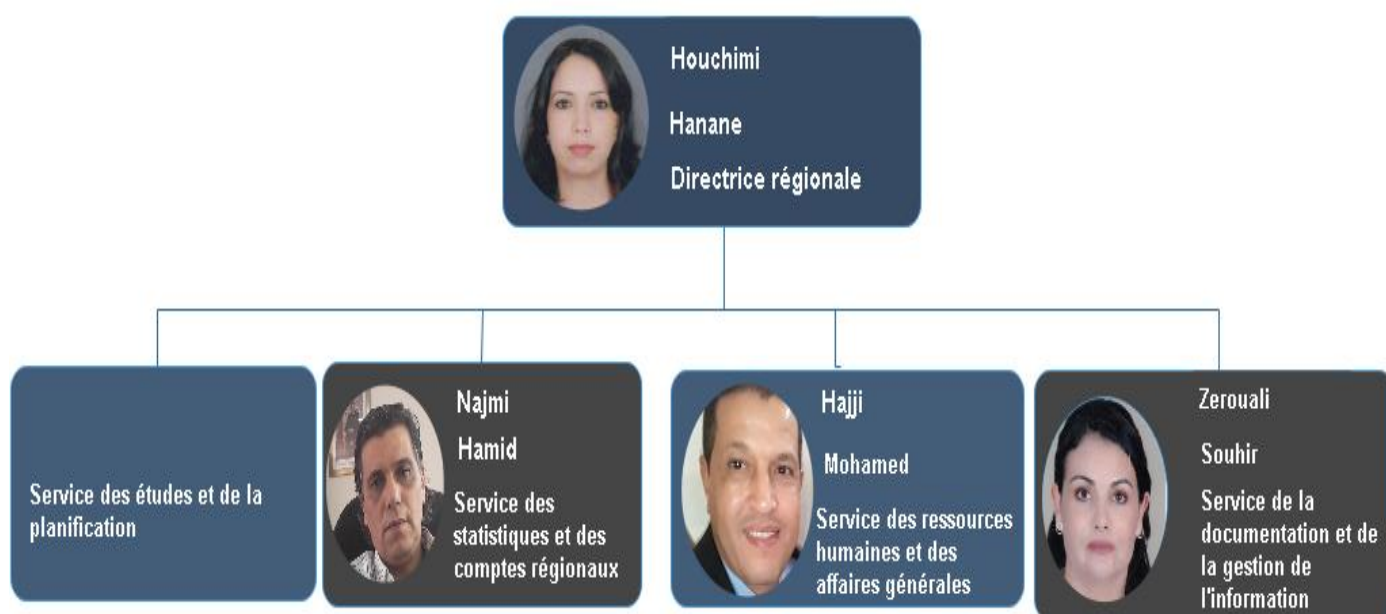 Houchimi
Hanane
Directrice régionale
Service des études et de la
planification
Najmi
Hamid
Service des
statistiques et des
comptes régionaux
Hajji
Mohamed
Service des ressources
humaines et des
affaires générales
Zerouali
Souhir
Service de la
documentation et de
la gestion de
l'information